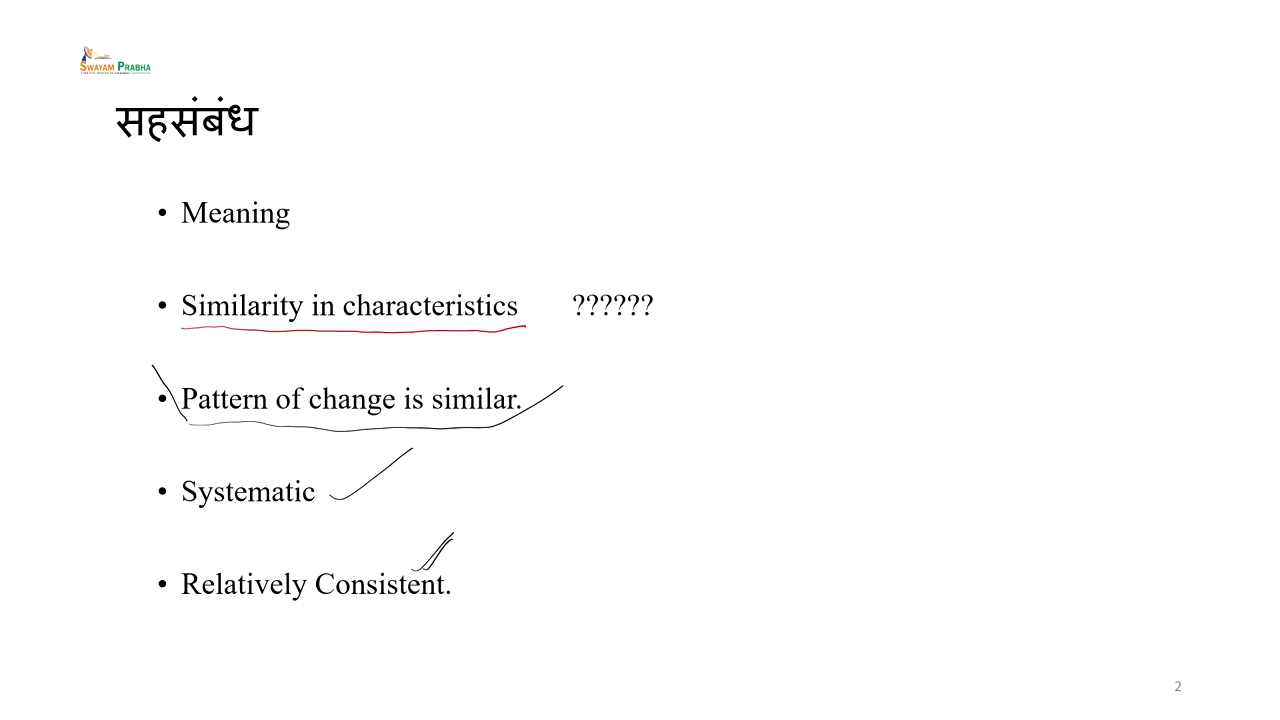 SWAYAM PRABHA
सहसंबंध
• Meaning
• Similarity in characteristics ??????
• Pattern of change is similar.
• Systematic
• Relatively Consistent.
2